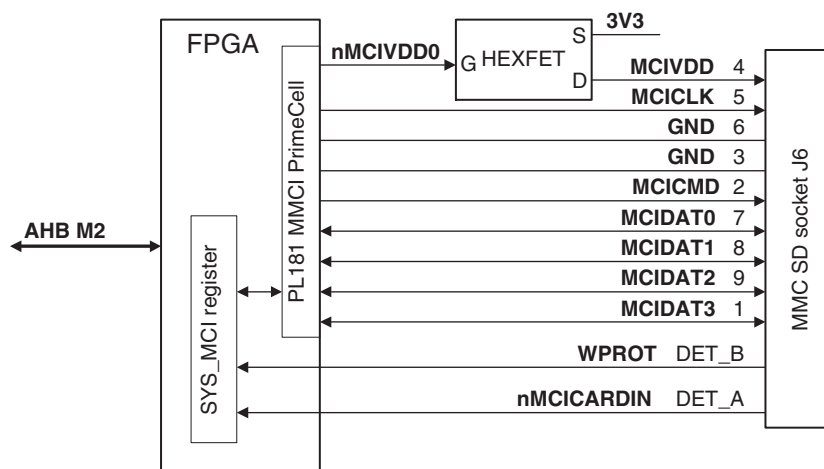 FPGA
nMCIVDD0
G HEXFET
S
D
3V3
MCIVDD 4
MCICLK 5
GND 6
GND 3
MCICMD 2
MCIDAT0 7
MCIDAT1 8
MCIDAT2 9
MCIDAT3 1
WPROT DET_B
nMCICARDIN DET_A
AHB M2
SYS_MCI register
PL181 MMCI PrimeCell
MMC SD socket J6